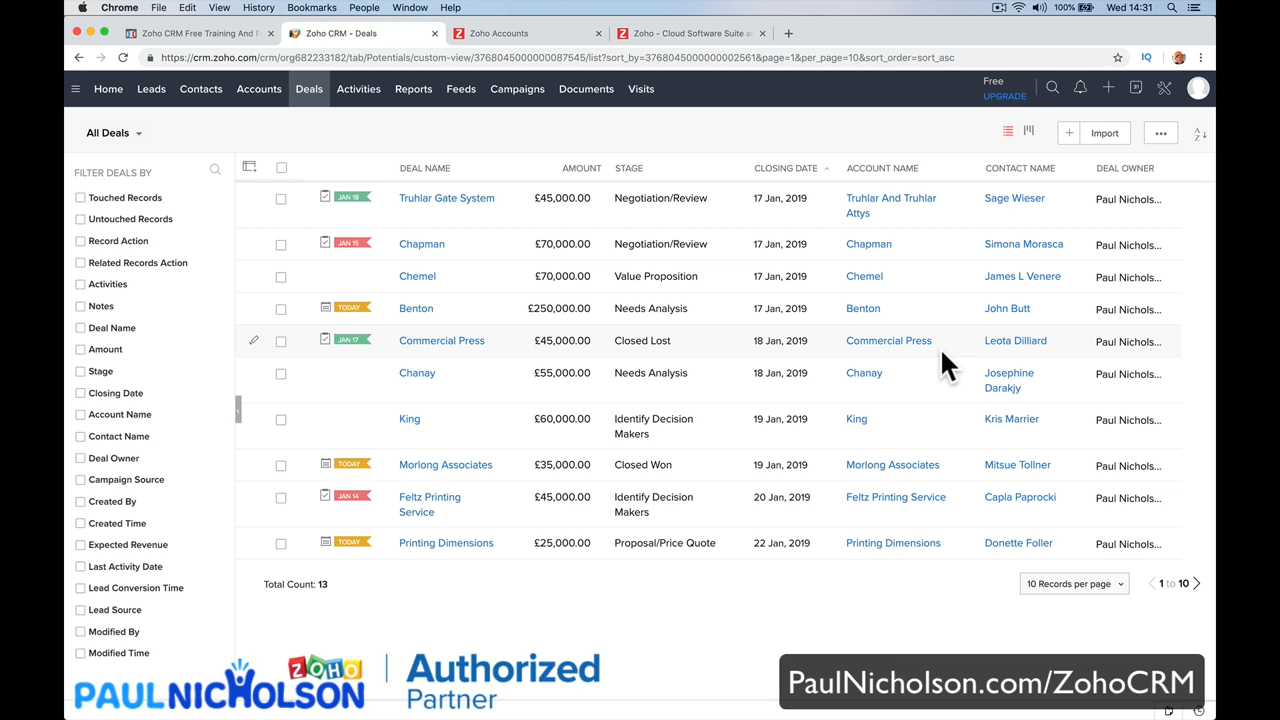 Chrome File Edit View History Bookmarks People Window Help 100% Wed 14:31
Zoho CRM Free Training And F
Zoho CRM - Deals
Zoho Accounts
Zoho - Cloud Software Suite a
https://crm.zoho.com/crm/org682233182/tab/Potentials/custom-view/3768045000000087545/list?sort_by=3768045000000002561&page=1&per_page=10&sort_order=sort_asc
IQ
Home Leads Contacts Accounts Deals Activities Reports Feeds Campaigns Documents Visits
Free
UPGRADE
31
All Deals
+ Import
A
Z
FILTER DEALS BY
Touched Records
Untouched Records
Record Action
Related Records Action
Activities
Notes
Deal Name
Amount
Stage
Closing Date
Account Name
Contact Name
Deal Owner
Campaign Source
Created By
Created Time
Expected Revenue
Last Activity Date
Lead Conversion Time
Lead Source
Modified By
Modified Time
DEAL NAME AMOUNT STAGE CLOSING DATE ACCOUNT NAME CONTACT NAME DEAL OWNER
JAN 18 Truhlar Gate System £45,000.00 Negotiation/Review 17 Jan, 2019 Truhlar And Truhlar Sage Wieser Paul Nichols...
Attys
JAN 15 Chapman £70,000.00 Negotiation/Review 17 Jan, 2019 Chapman Simona Morasca Paul Nichols...
Chemel £70,000.00 Value Proposition 17 Jan, 2019 Chemel James L Venere Paul Nichols...
TODAY Benton £250,000.00 Needs Analysis 17 Jan, 2019 Benton John Butt Paul Nichols...
JAN 17 Commercial Press £45,000.00 Closed Lost 18 Jan, 2019 Commercial Press Leota Dilliard Paul Nichols...
Chanay £55,000.00 Needs Analysis 18 Jan, 2019 Chanay Josephine Paul Nichols...
Darakjy
King £60,000.00 Identify Decision 19 Jan, 2019 King Kris Marrier Paul Nichols...
Makers
TODAY Morlong Associates £35,000.00 Closed Won 19 Jan, 2019 Morlong Associates Mitsue Tollner Paul Nichols...
JAN 14 Feltz Printing £45,000.00 Identify Decision 20 Jan, 2019 Feltz Printing Service Capla Paprocki Paul Nichols...
Service Makers
TODAY Printing Dimensions £25,000.00 Proposal/Price Quote 22 Jan, 2019 Printing Dimensions Donette Foller Paul Nichols...
Total Count: 13
10 Records per page
1 to 10
ZOHO
PAULNICHOLSON
Authorized
Partner
PaulNicholson.com/ZohoCRM